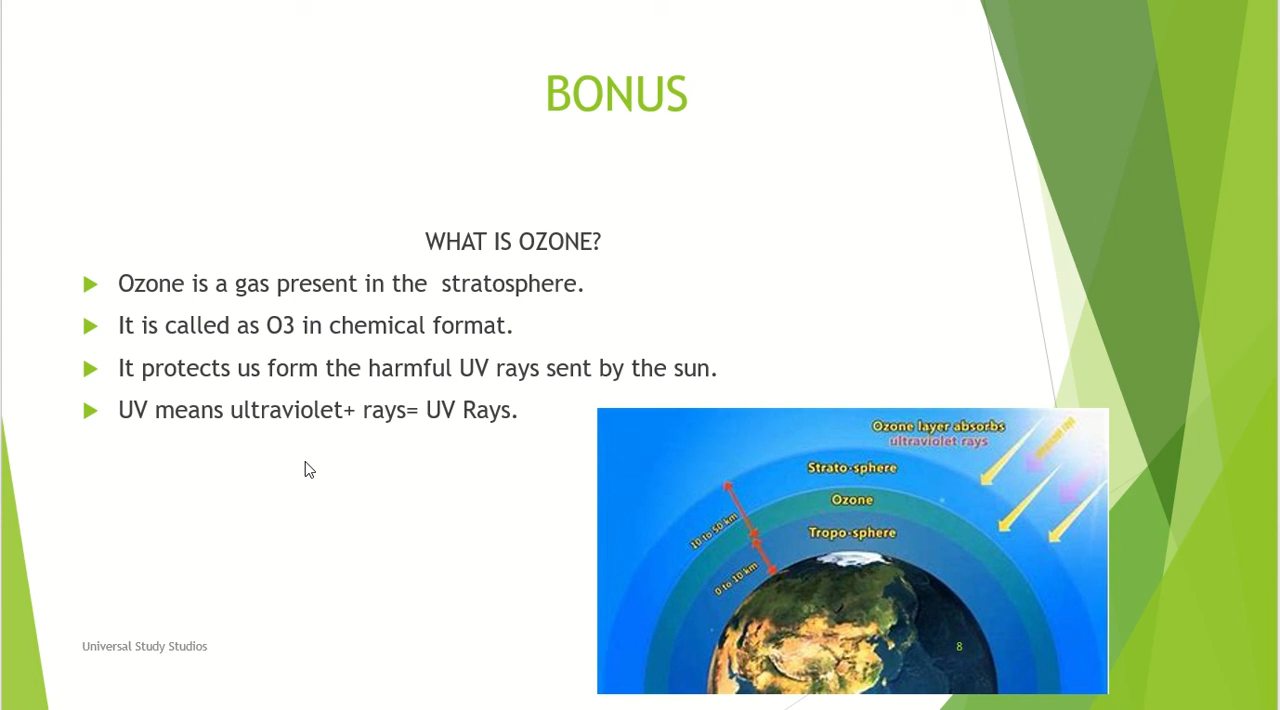 BONUS
WHAT IS OZONE?
Ozone is a gas present in the  stratosphere.
It is called as O3 in chemical format.
It protects us form the harmful UV rays sent by the sun.
UV means ultraviolet+ rays= UV Rays.
Ozone layer absorbs
ultraviolet rays
Strato-sphere
Ozone
10 to 50 km
Tropo-sphere
0 to 10 km
Universal Study Studios
8